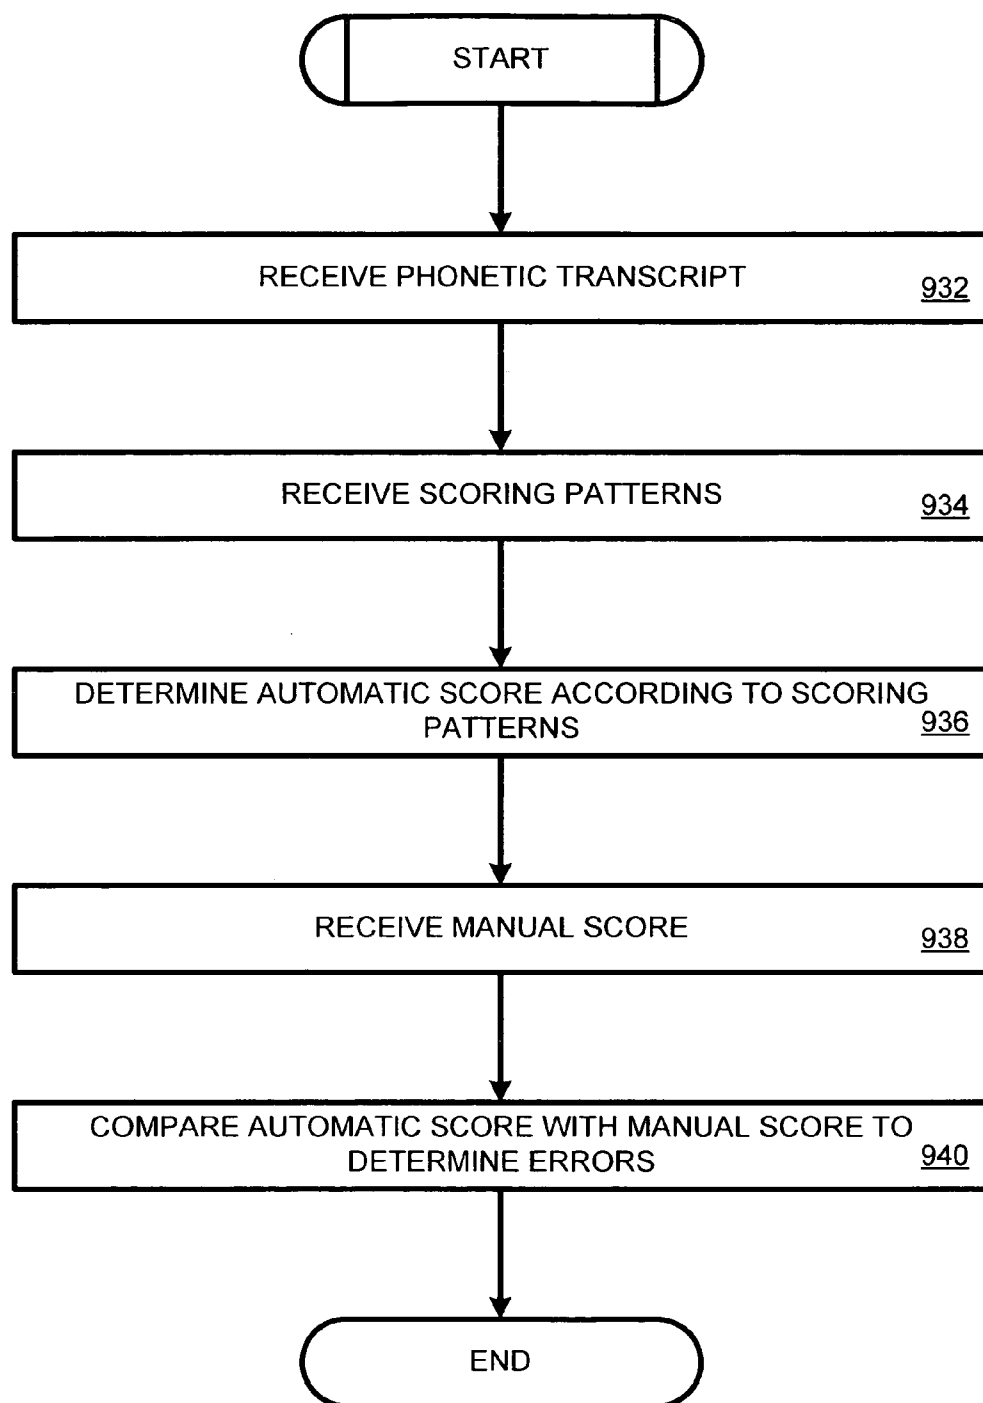 START
RECEIVE PHONETIC TRANSCRIPT
932
RECEIVE SCORING PATTERNS
934
DETERMINE AUTOMATIC SCORE ACCORDING TO SCORING
PATTERNS
936
RECEIVE MANUAL SCORE
938
COMPARE AUTOMATIC SCORE WITH MANUAL SCORE TO
DETERMINE ERRORS
940
END